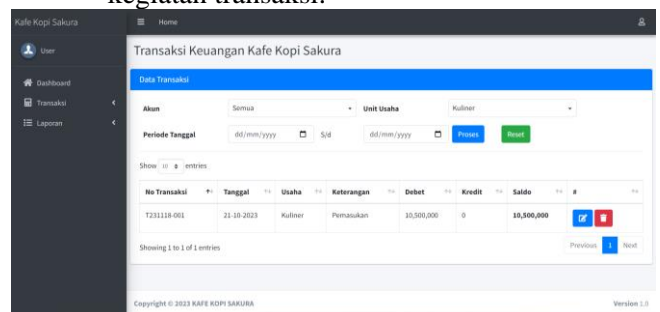 kegiatan transaksi.
Kafe Kopi Sakura
Home
User
Transaksi Keuangan Kafe Kopi Sakura
Dashboard
Transaksi
Laporan
Data Transaksi
Akun Semua Unit Usaha Kuliner
Periode Tanggal dd/mm/yyyy S/d dd/mm/yyyy Proses Reset
Show 10 entries
No Transaksi Tanggal Usaha Keterangan Debet Kredit Saldo #
T231118-001 21-10-2023 Kuliner Pemasukan 10,500,000 0 10,500,000
Showing 1 to 1 of 1 entries Previous 1 Next
Copyright © 2023 KAFE KOPI SAKURA Version 1.0